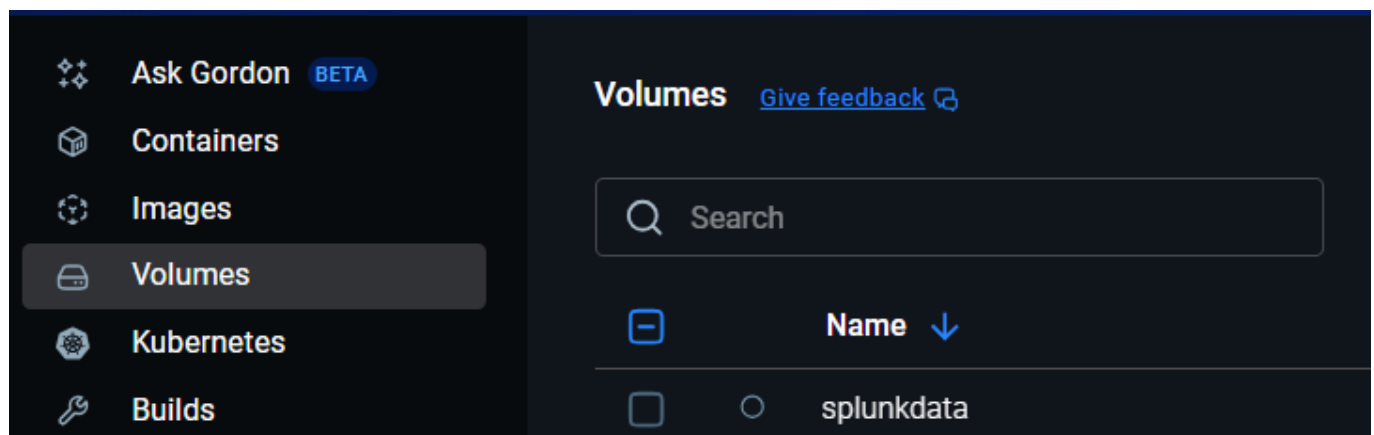 Ask Gordon BETA
Containers
Images
Volumes
Kubernetes
Builds
Volumes Give feedback
Search
Name
splunkdata